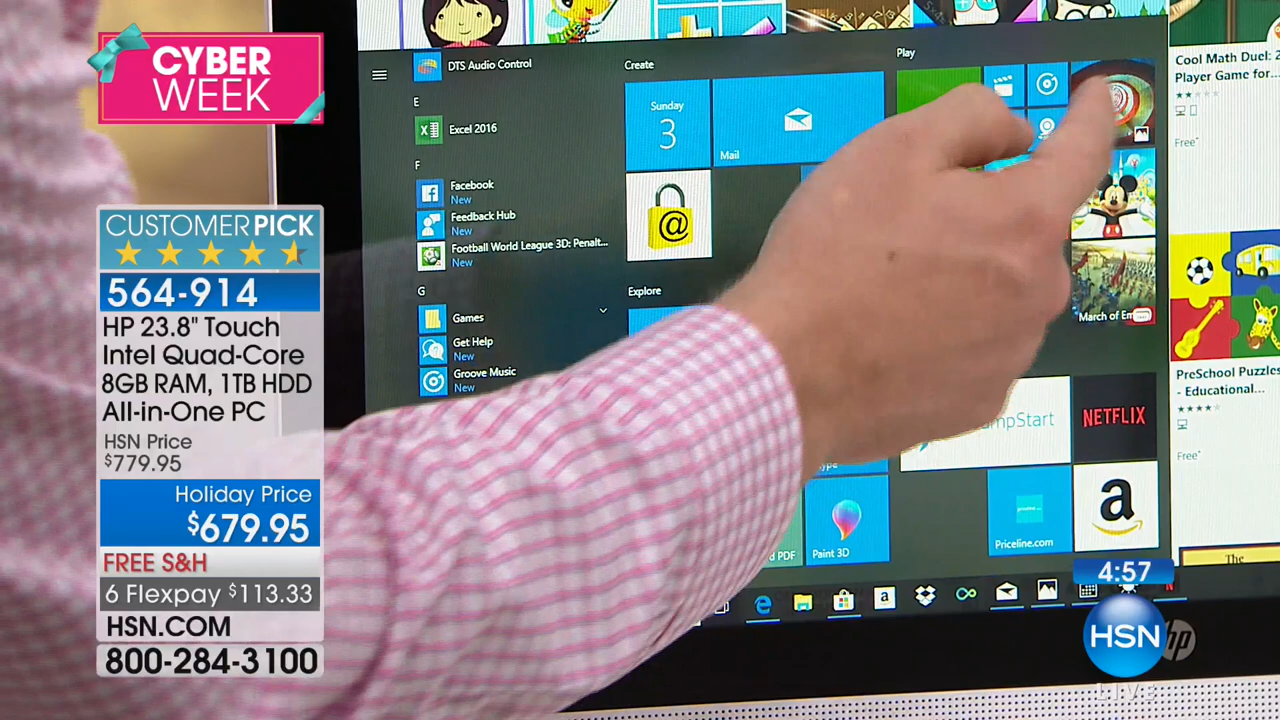 CYBER
WEEK
CUSTOMER PICK
564-914
HP 23.8" Touch
Intel Quad-Core
8GB RAM, 1TB HDD
All-in-One PC
HSN Price
$779.95
Holiday Price
$679.95
FREE S&H
6 Flexpay $113.33
HSN.COM
800-284-3100
DTS Audio Control
E
Excel 2016
F
Facebook
New
Feedback Hub
New
Football World League 3D: Penalt...
New
G
Games
Get Help
New
Groove Music
New
Create
Sunday
3
Mail
@
Explore
Paint 3D
PDF
Play
March of Em
NETFLIX
Priceline.com
a
Cool Math Duel: 2
Player Game for...
Free*
PreSchool Puzzles
- Educational...
Free*
The
4:57
HSN
hp
LIVE